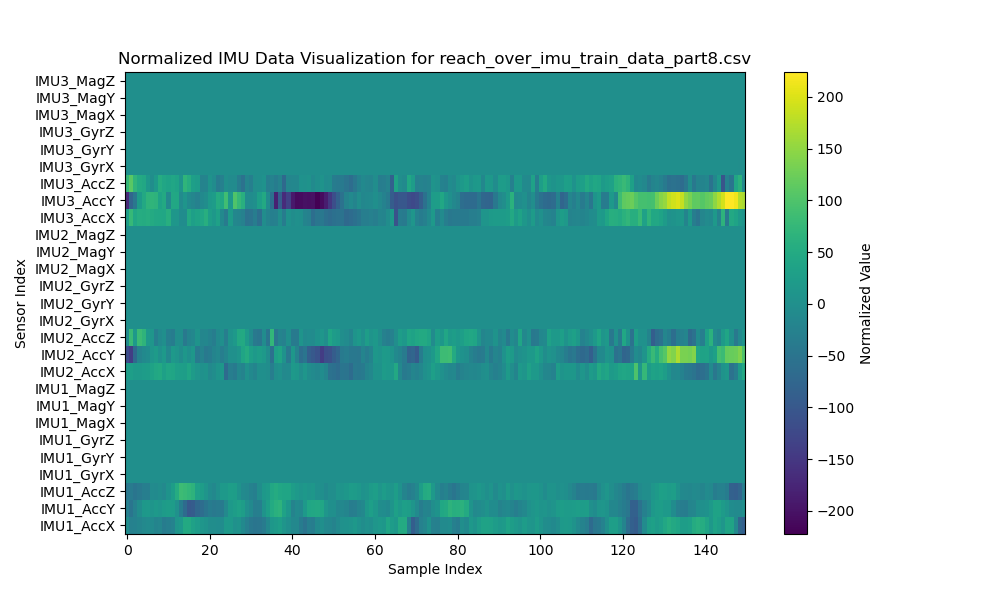 Normalized IMU Data Visualization for reach_over_imu_train_data_part8.csv
IMU3_MagZ
IMU3_MagY
IMU3_MagX
IMU3_GyrZ
IMU3_GyrY
IMU3_GyrX
IMU3_AccZ
IMU3_AccY
IMU3_AccX
IMU2_MagZ
IMU2_MagY
IMU2_MagX
IMU2_GyrZ
IMU2_GyrY
IMU2_GyrX
IMU2_AccZ
IMU2_AccY
IMU2_AccX
IMU1_MagZ
IMU1_MagY
IMU1_MagX
IMU1_GyrZ
IMU1_GyrY
IMU1_GyrX
IMU1_AccZ
IMU1_AccY
IMU1_AccX
Sensor Index
0 20 40 60 80 100 120 140
Sample Index
200
150
100
50
0
−50
−100
−150
−200
Normalized Value